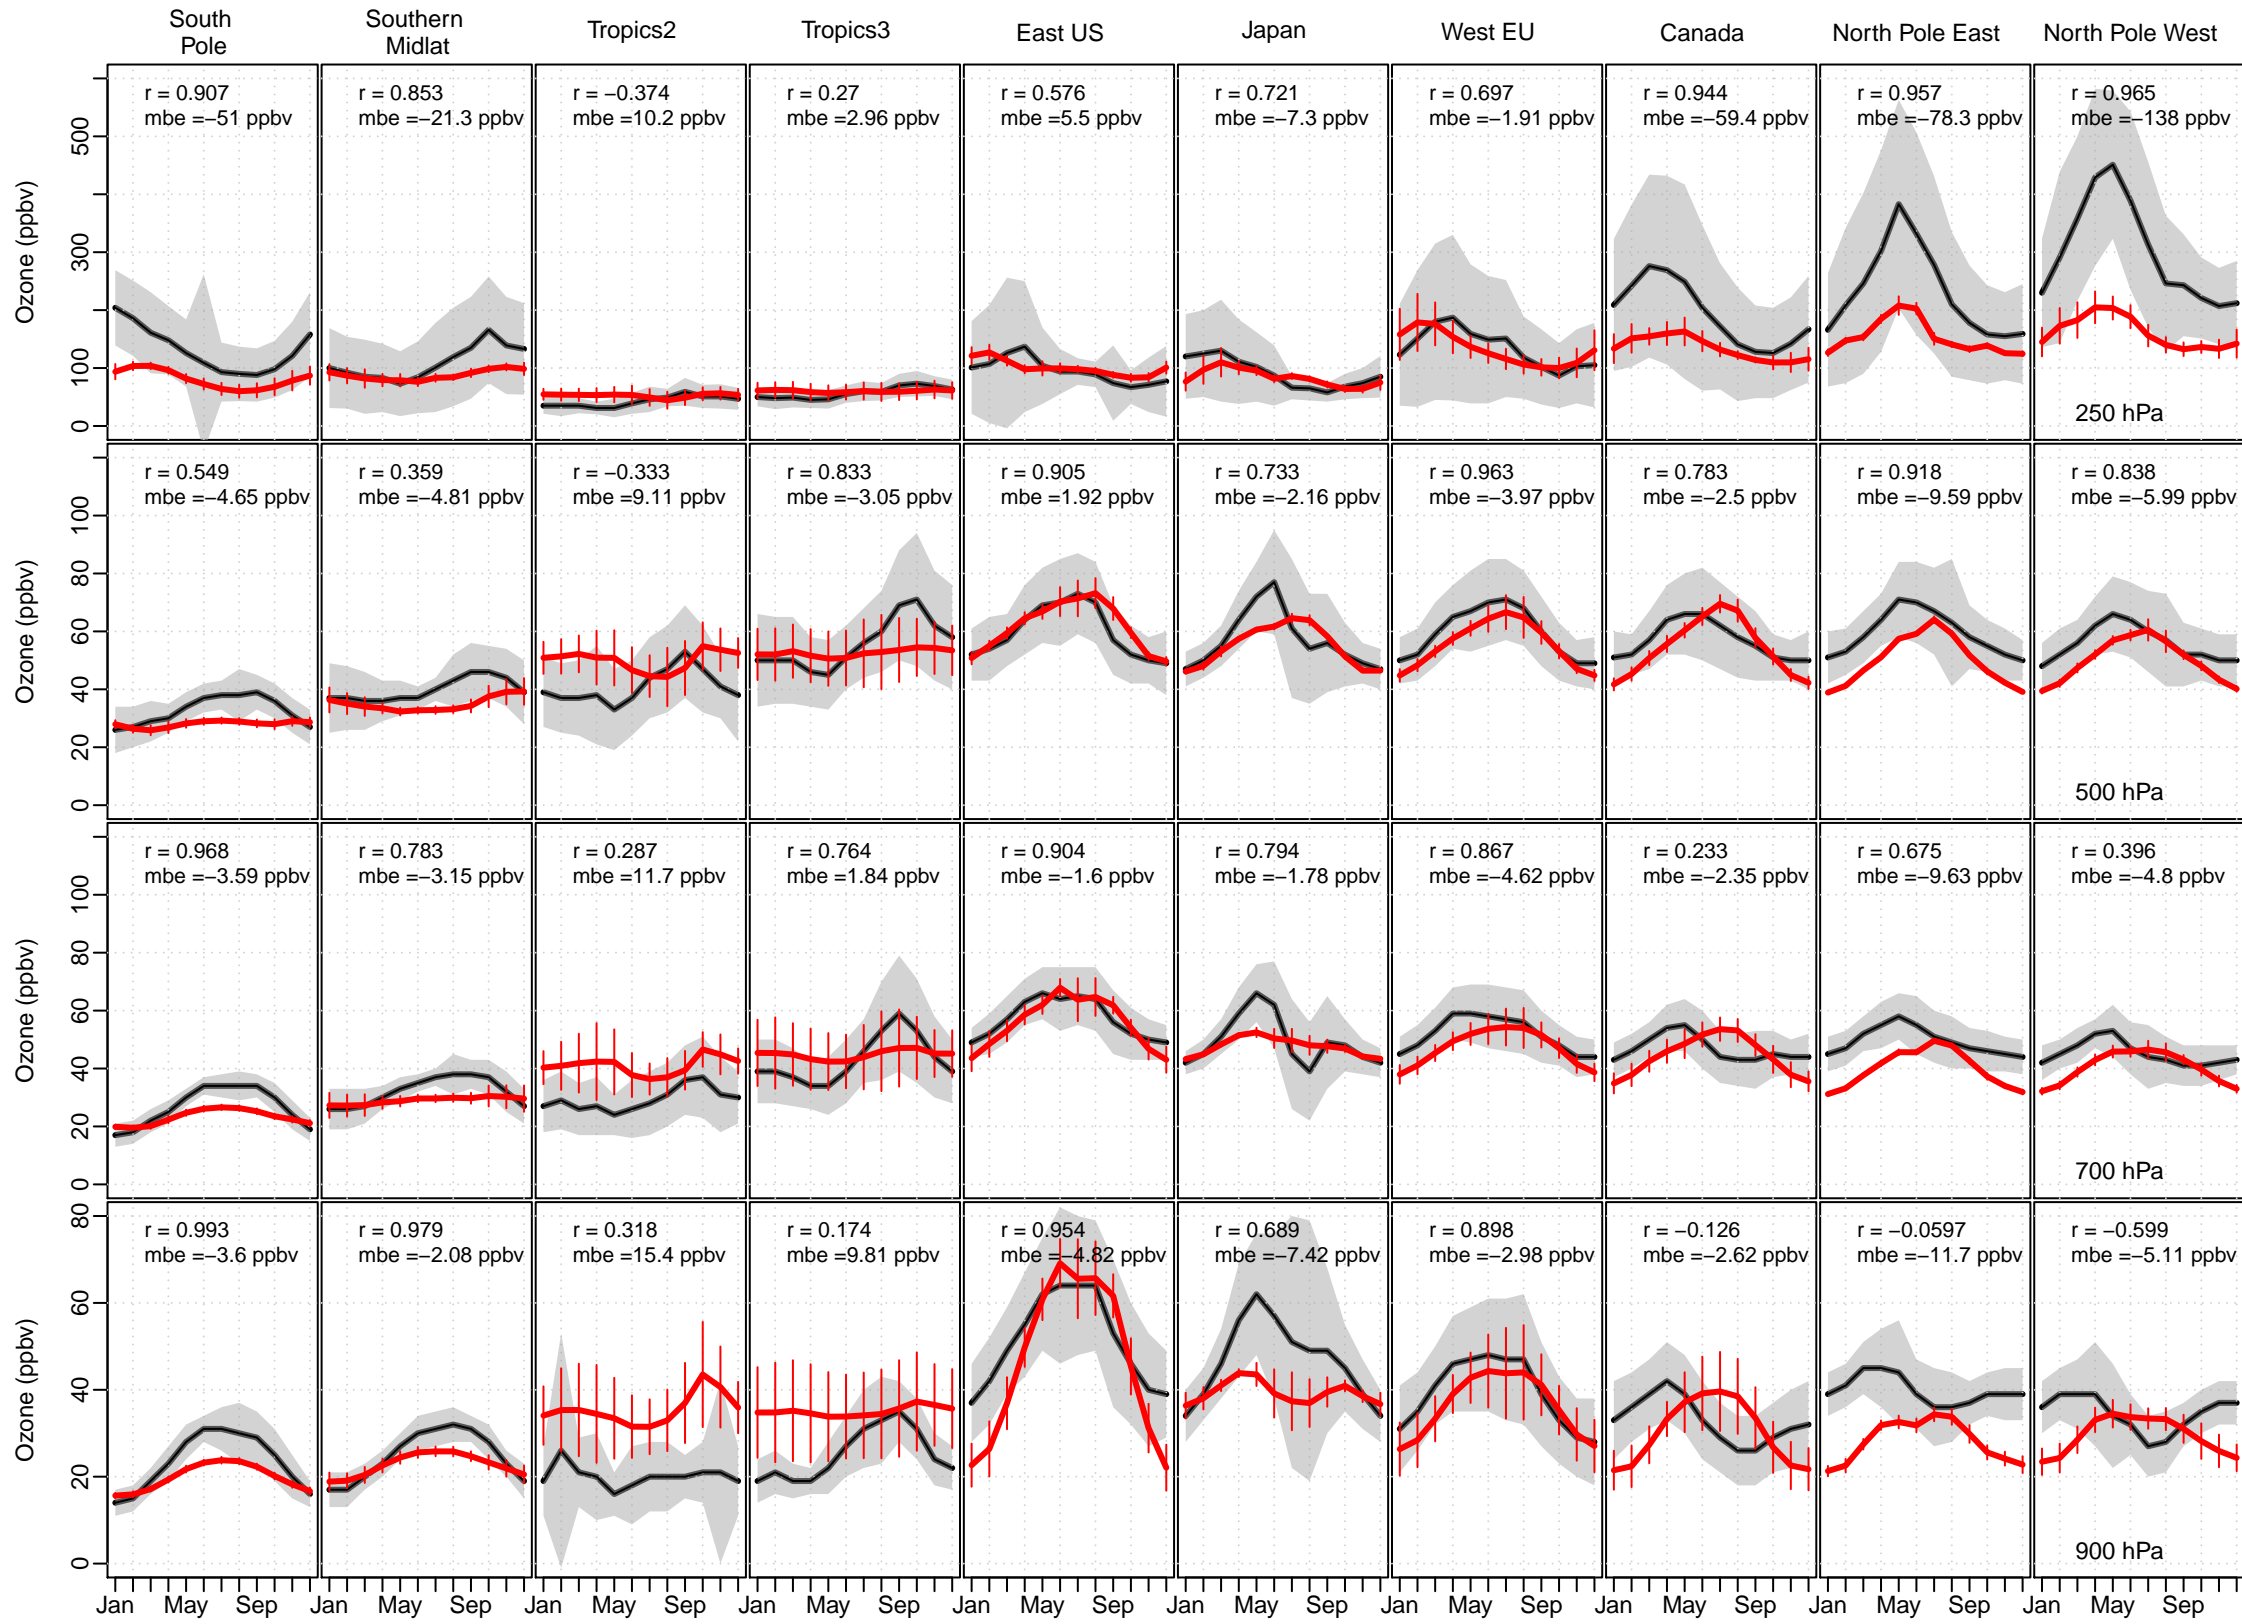 South Pole
Southern Midlat
Tropics2
Tropics3
East US
Japan
West EU
Canada
North Pole East
North Pole West
Ozone (ppbv)
0 100 300 500
r = 0.907
mbe =−51 ppbv
r = 0.853
mbe =−21.3 ppbv
r = −0.374
mbe =10.2 ppbv
r = 0.27
mbe =2.96 ppbv
r = 0.576
mbe =5.5 ppbv
r = 0.721
mbe =−7.3 ppbv
r = 0.697
mbe =−1.91 ppbv
r = 0.944
mbe =−59.4 ppbv
r = 0.957
mbe =−78.3 ppbv
r = 0.965
mbe =−138 ppbv
250 hPa
Ozone (ppbv)
0 20 40 60 80 100
r = 0.549
mbe =−4.65 ppbv
r = 0.359
mbe =−4.81 ppbv
r = −0.333
mbe =9.11 ppbv
r = 0.833
mbe =−3.05 ppbv
r = 0.905
mbe =1.92 ppbv
r = 0.733
mbe =−2.16 ppbv
r = 0.963
mbe =−3.97 ppbv
r = 0.783
mbe =−2.5 ppbv
r = 0.918
mbe =−9.59 ppbv
r = 0.838
mbe =−5.99 ppbv
500 hPa
Ozone (ppbv)
0 20 40 60 80 100
r = 0.968
mbe =−3.59 ppbv
r = 0.783
mbe =−3.15 ppbv
r = 0.287
mbe =11.7 ppbv
r = 0.764
mbe =1.84 ppbv
r = 0.904
mbe =−1.6 ppbv
r = 0.794
mbe =−1.78 ppbv
r = 0.867
mbe =−4.62 ppbv
r = 0.233
mbe =−2.35 ppbv
r = 0.675
mbe =−9.63 ppbv
r = 0.396
mbe =−4.8 ppbv
700 hPa
Ozone (ppbv)
0 20 40 60 80
r = 0.993
mbe =−3.6 ppbv
r = 0.979
mbe =−2.08 ppbv
r = 0.318
mbe =15.4 ppbv
r = 0.174
mbe =9.81 ppbv
r = 0.954
mbe =−4.82 ppbv
r = 0.689
mbe =−7.42 ppbv
r = 0.898
mbe =−2.98 ppbv
r = −0.126
mbe =−2.62 ppbv
r = −0.0597
mbe =−11.7 ppbv
r = −0.599
mbe =−5.11 ppbv
900 hPa
Jan May Sep Jan May Sep Jan May Sep Jan May Sep Jan May Sep Jan May Sep Jan May Sep Jan May Sep Jan May Sep Jan May Sep